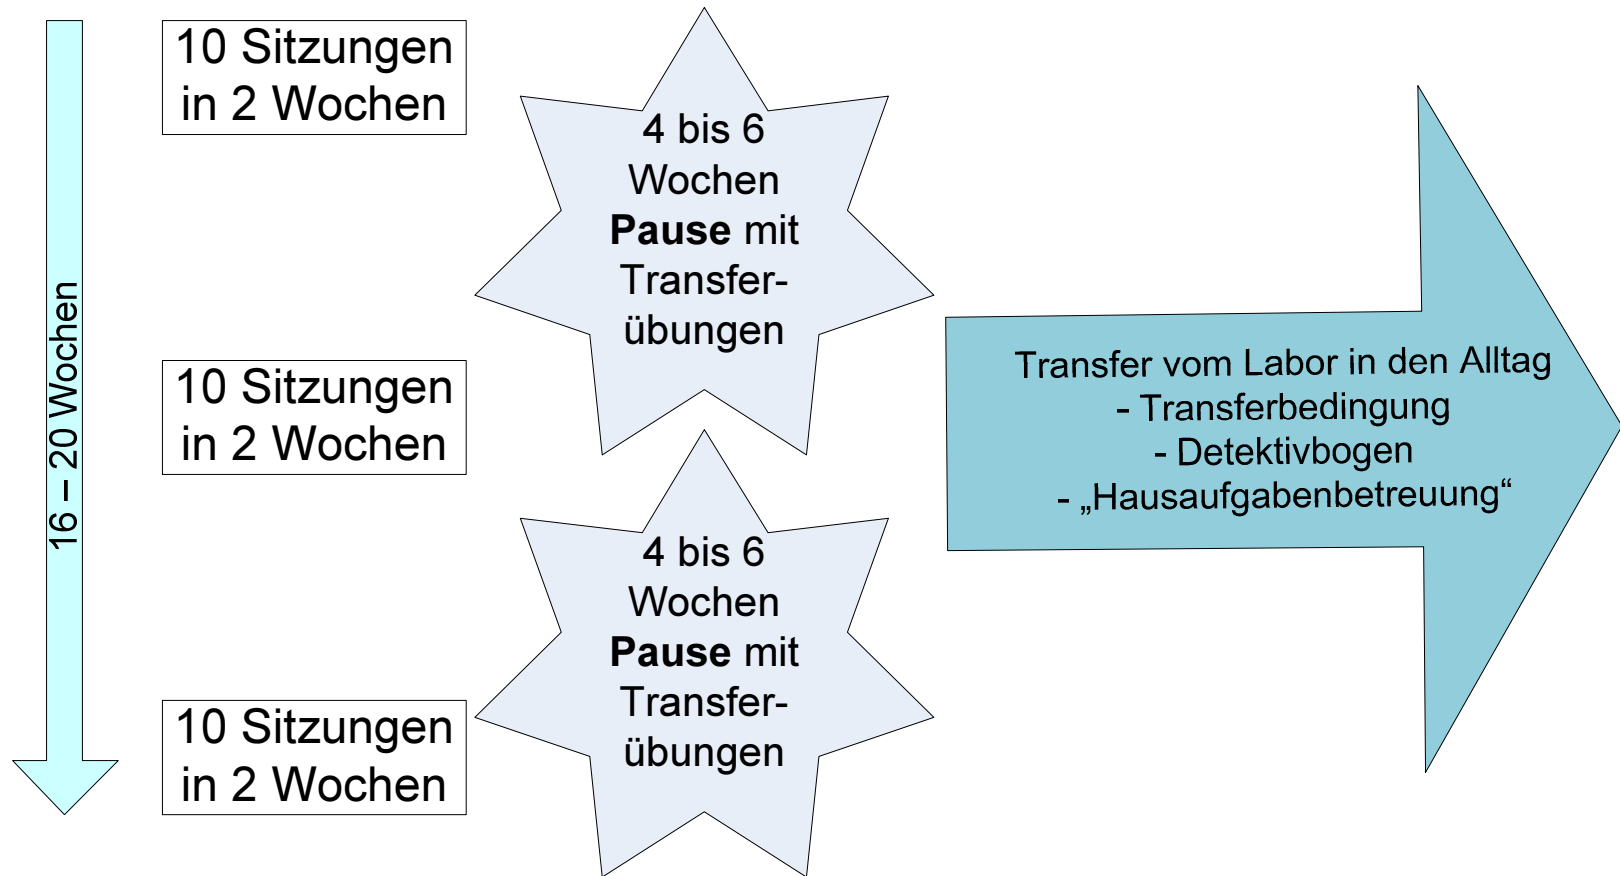 16 – 20 Wochen
10 Sitzungen
in 2 Wochen
4 bis 6
Wochen
Pause mit
Transfer-
übungen
10 Sitzungen
in 2 Wochen
4 bis 6
Wochen
Pause mit
Transfer-
übungen
10 Sitzungen
in 2 Wochen
Transfer vom Labor in den Alltag
- Transferbedingung
- Detektivbogen
- „Hausaufgabenbetreuung“